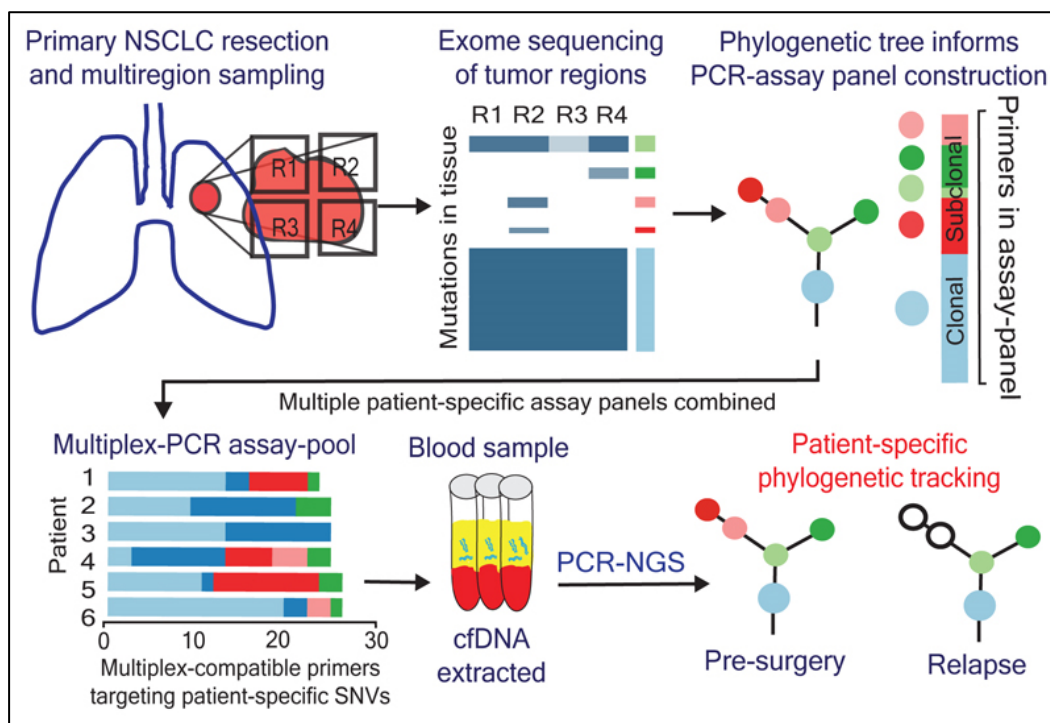 Primary NSCLC resection
and multiregion sampling
R1
R2
R3
R4
Exome sequencing
of tumor regions
R1 R2 R3 R4
Mutations in tissue
Phylogenetic tree informs
PCR-assay panel construction
Subclonal
Clonal
Primers in assay-panel
Multiple patient-specific assay panels combined
Multiplex-PCR assay-pool
Patient
1
2
3
4
5
6
0 10 20 30
Multiplex-compatible primers
targeting patient-specific SNVs
Blood sample
cfDNA
extracted
PCR-NGS
Patient-specific
phylogenetic tracking
Pre-surgery
Relapse